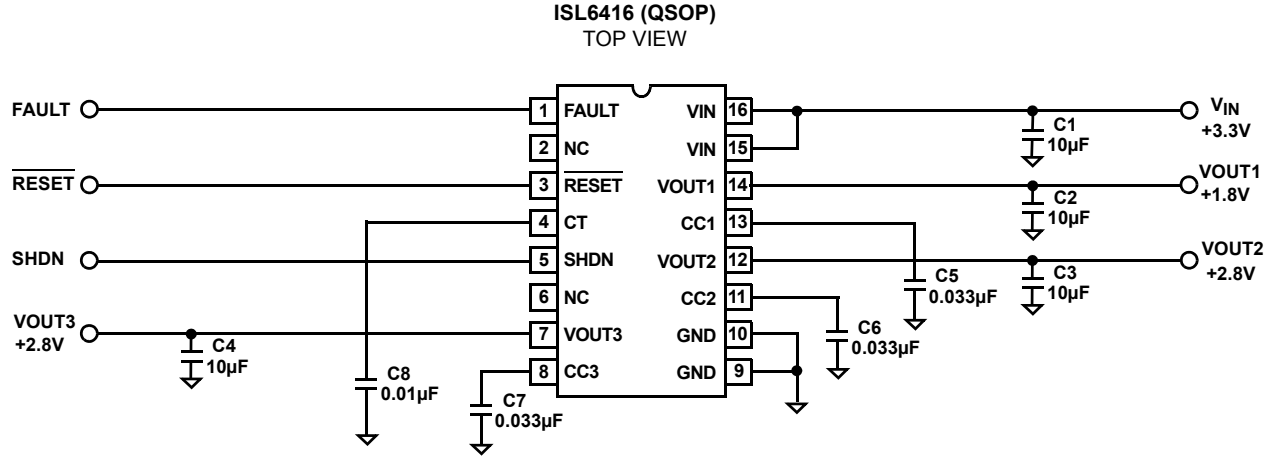 ISL6416 (QSOP)
TOP VIEW
FAULT
1
FAULT
VIN
16
VIN
+3.3V
C1
10µF
2
NC
VIN
15
RESET
3
RESET
VOUT1
14
VOUT1
+1.8V
C2
10µF
4
CT
CC1
13
SHDN
5
SHDN
VOUT2
12
VOUT2
+2.8V
C3
10µF
C5
0.033µF
6
NC
CC2
11
VOUT3
+2.8V
7
VOUT3
GND
10
C4
10µF
C6
0.033µF
8
CC3
GND
9
C8
0.01µF
C7
0.033µF